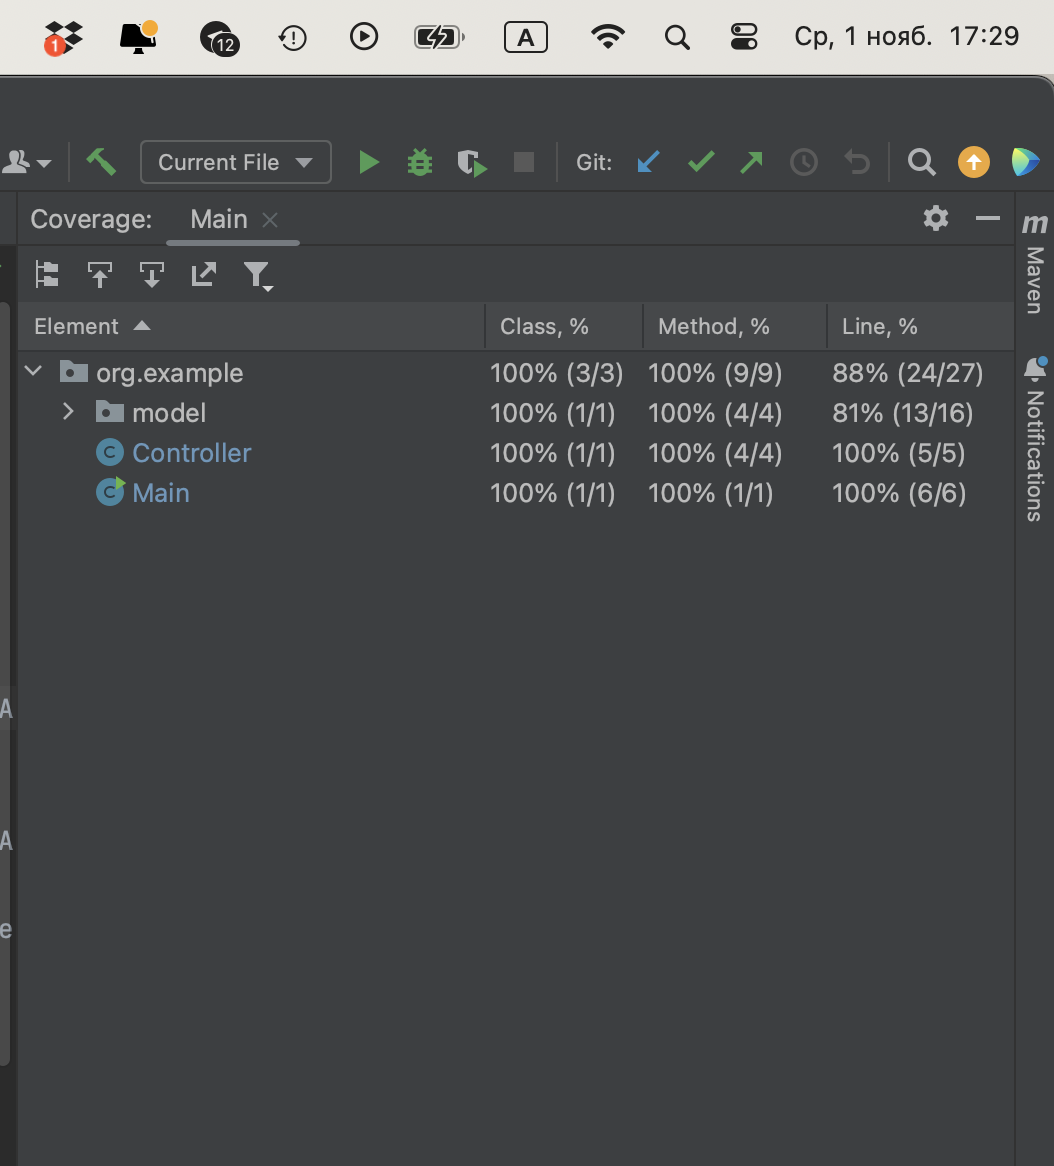 1
12
A
Ср, 1 нояб. 17:29
Current File
Git:
Coverage:
Main
m
Maven
Element
Class, %
Method, %
Line, %
org.example
100% (3/3)
100% (9/9)
88% (24/27)
model
100% (1/1)
100% (4/4)
81% (13/16)
C
Controller
100% (1/1)
100% (4/4)
100% (5/5)
C
Main
100% (1/1)
100% (1/1)
100% (6/6)
Notifications
A
A
e